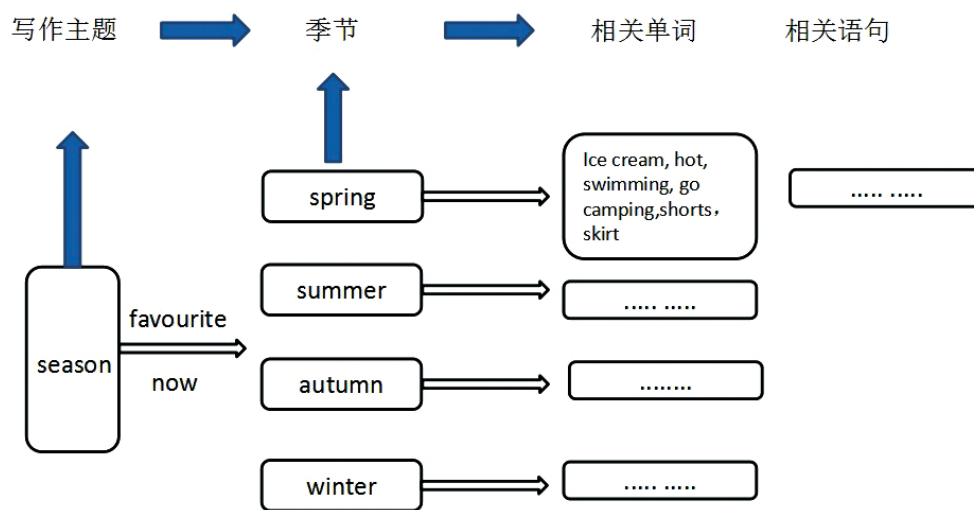 写作主题
季节
相关单词
相关语句
spring
Ice cream, hot,
swimming, go
camping,shorts，
skirt
..... .....
summer
..... .....
favourite
season
now
autumn
........
winter
..... .....